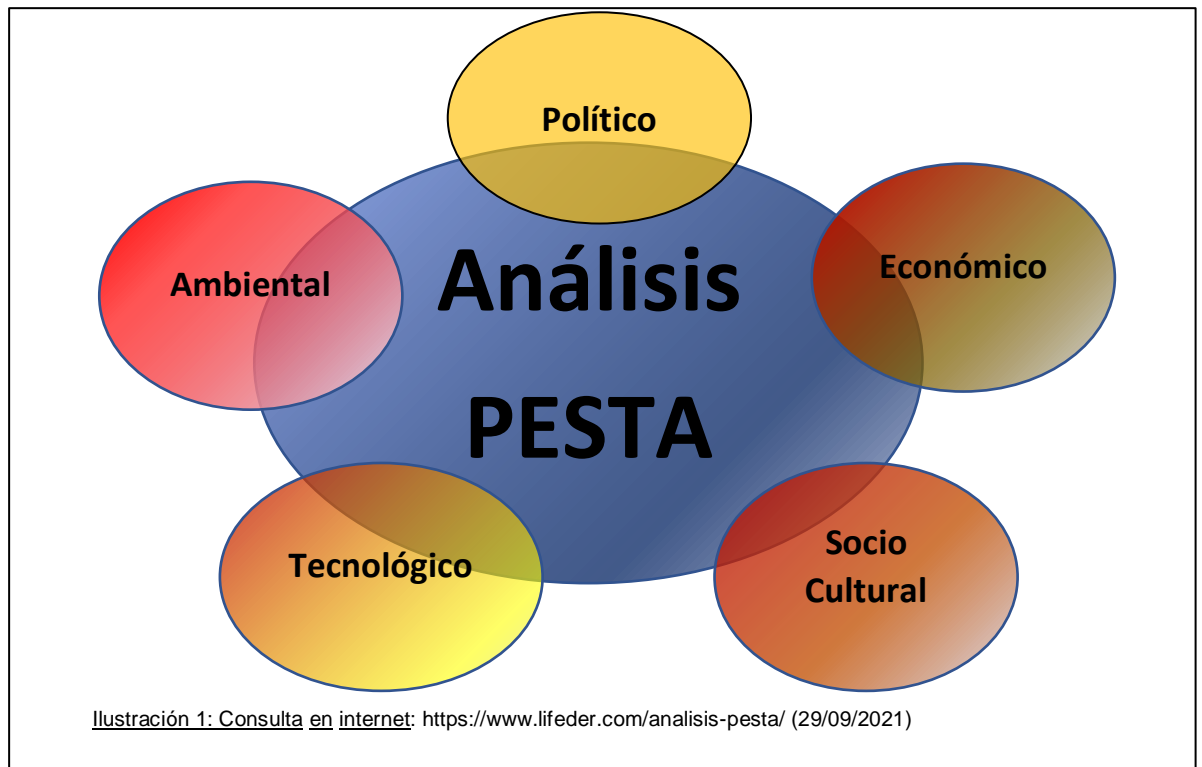 Político
Ambiental
Análisis
PESTA
Económico
Tecnológico
Socio
Cultural
Ilustración 1: Consulta en internet: https://www.lifeder.com/analisis-pesta/ (29/09/2021)